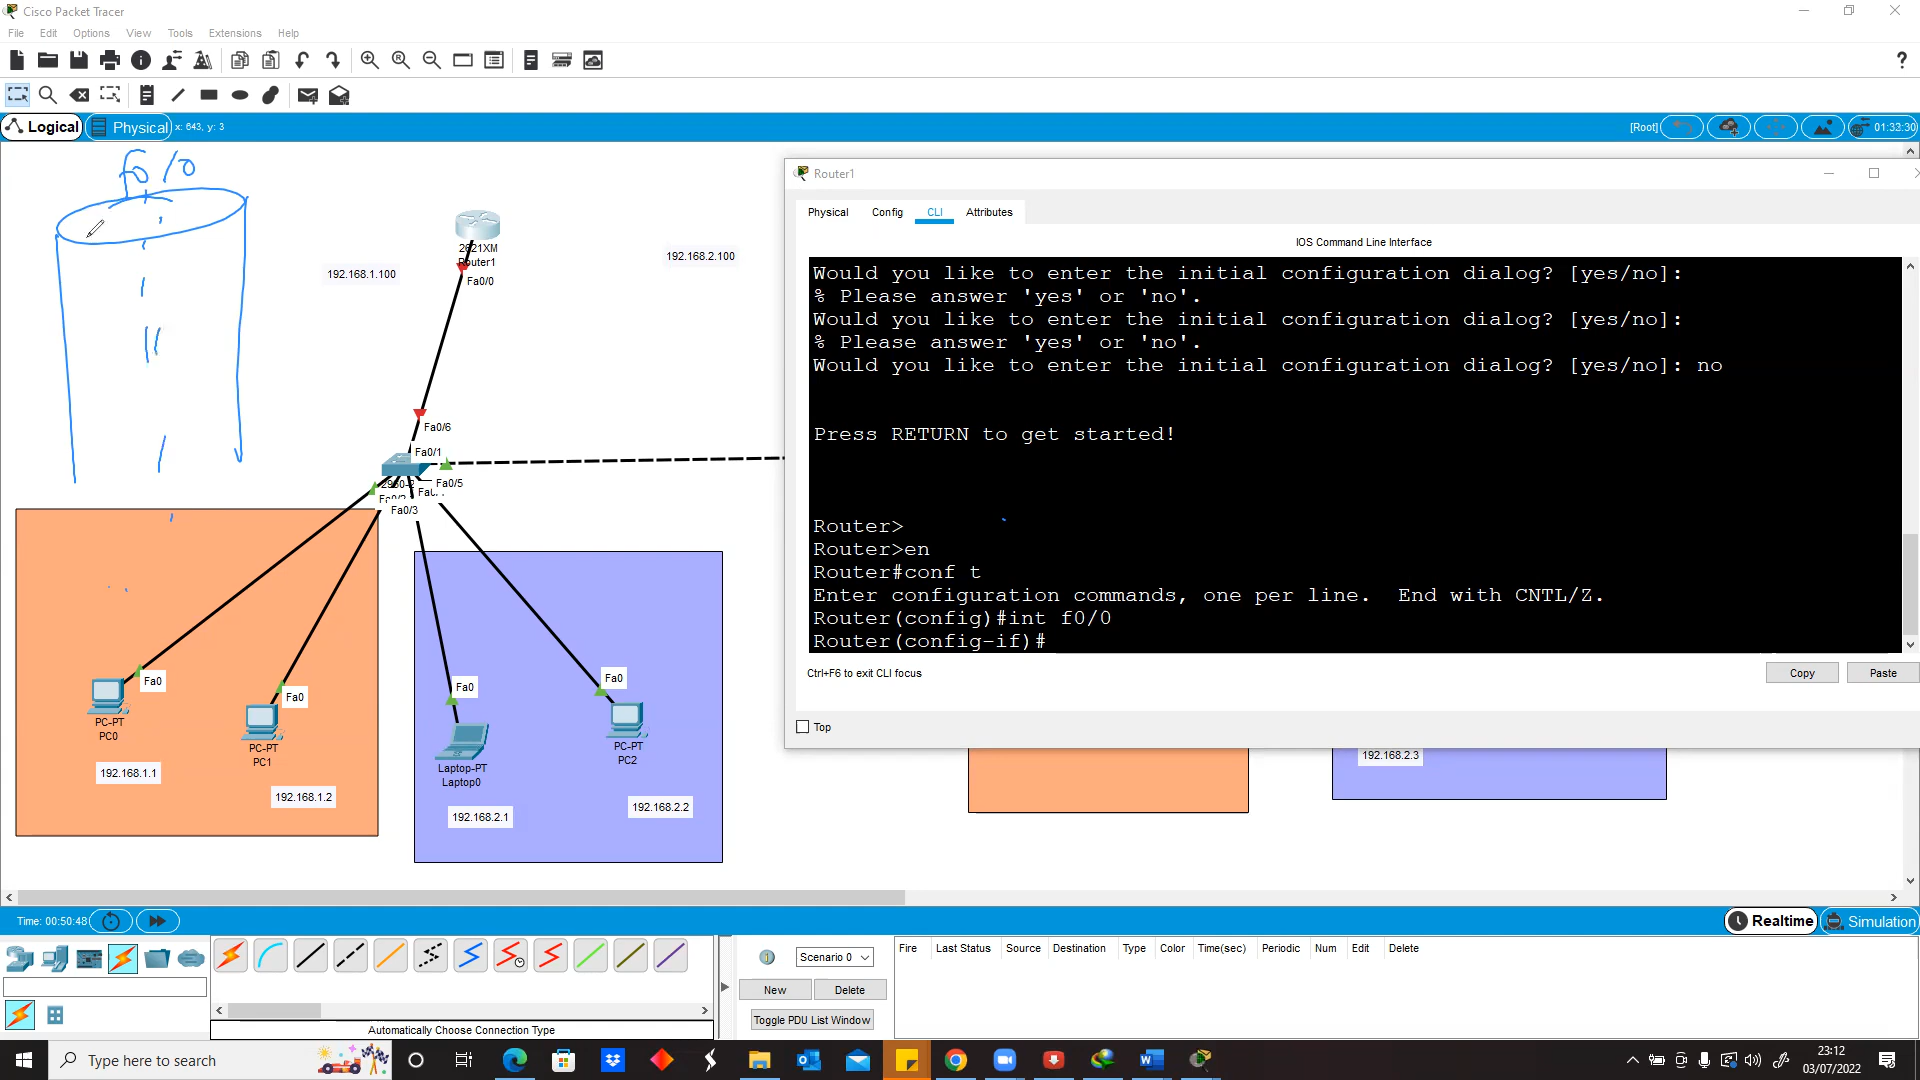 Cisco Packet Tracer
File Edit Options View Tools Extensions Help
Logical Physical x: 643, y: 3 [Root] 01:33:30
f0/0
2621XM
Router1
Fa0/0
192.168.1.100
192.168.2.100
Fa0/6
Fa0/1
Fa0/5
Fa0/3
Fa0
PC-PT
PC0
192.168.1.1
Fa0
PC-PT
PC1
192.168.1.2
Fa0
Laptop-PT
Laptop0
192.168.2.1
Fa0
PC-PT
PC2
192.168.2.2
192.168.2.3
Router1
Physical Config CLI Attributes
IOS Command Line Interface
Would you like to enter the initial configuration dialog? [yes/no]:
% Please answer 'yes' or 'no'.
Would you like to enter the initial configuration dialog? [yes/no]:
% Please answer 'yes' or 'no'.
Would you like to enter the initial configuration dialog? [yes/no]: no
Press RETURN to get started!
Router>
Router>en
Router#conf t
Enter configuration commands, one per line.  End with CNTL/Z.
Router(config)#int f0/0
Router(config-if)#
Ctrl+F6 to exit CLI focus
Copy Paste
Top
Time: 00:50:48
Realtime Simulation
Automatically Choose Connection Type
Scenario 0
New Delete
Toggle PDU List Window
Fire Last Status Source Destination Type Color Time(sec) Periodic Num Edit Delete
Type here to search
23:12
03/07/2022